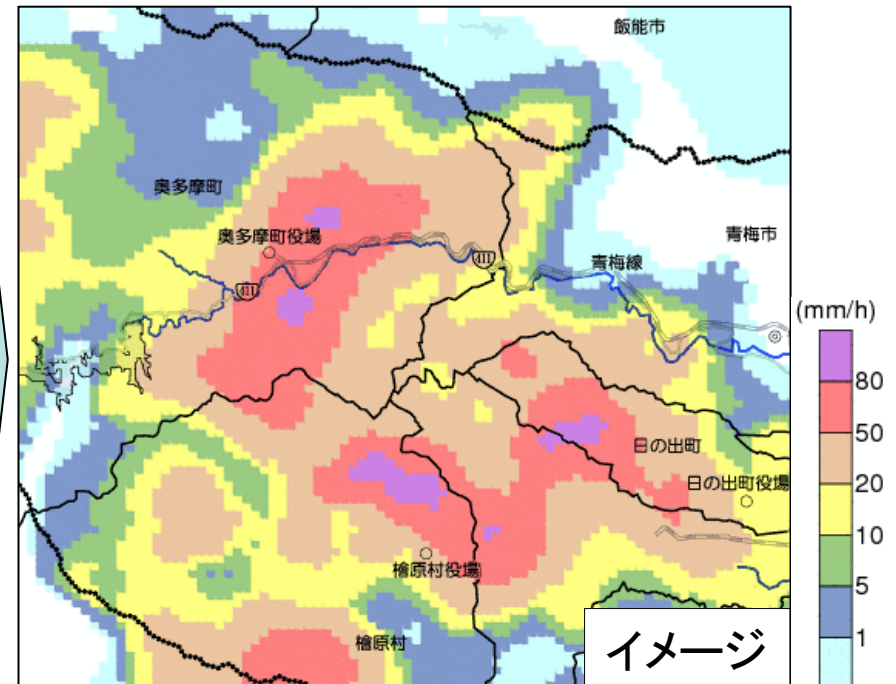 飯能市
奥多摩町
奥多摩町役場
青梅市
411
青梅線
411
(mm/h)
80
50
日の出町
日の出町役場
20
10
檜原村役場
5
檜原村
1
イメージ